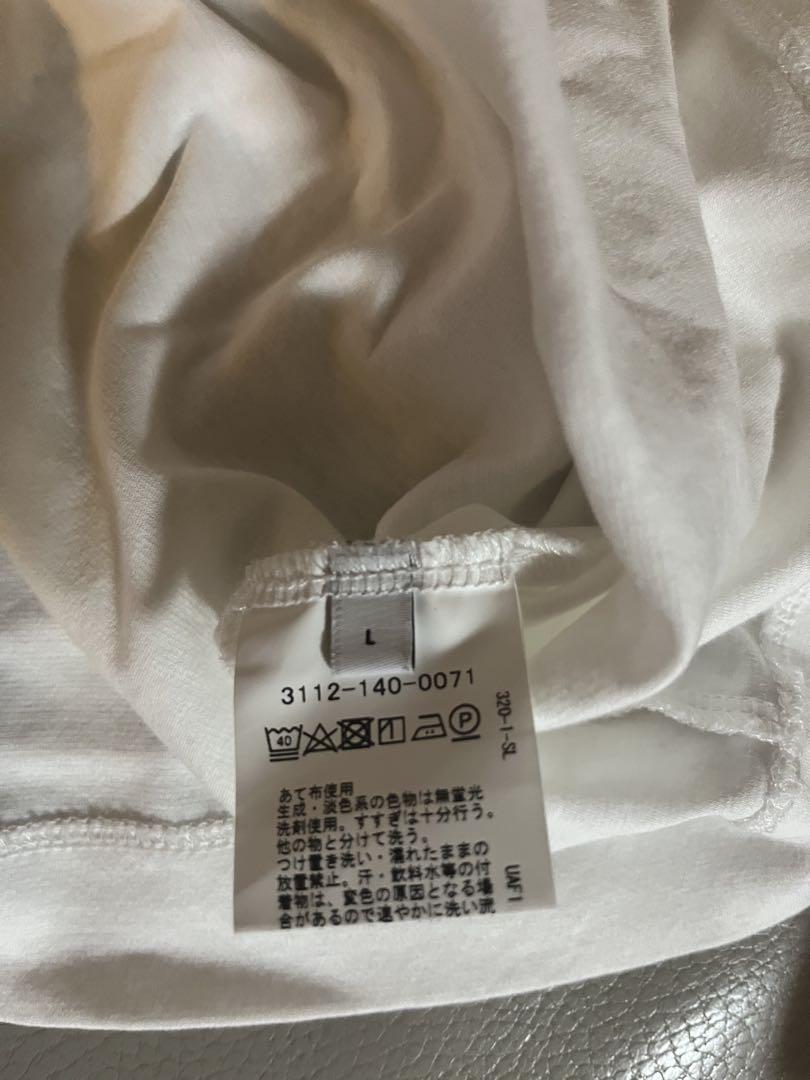 L
3112-140-0071
40
P
320-1-SL
あて布使用
生成・淡色系の色物は無蛍光
洗剤使用。すすぎは十分行う。
他の物と分けて洗う。
つけ置き洗い・濡れたままの
放置禁止。汗・飲料水等の付
着物は、変色の原因となる場
合があるので速やかに洗い流
UAF1